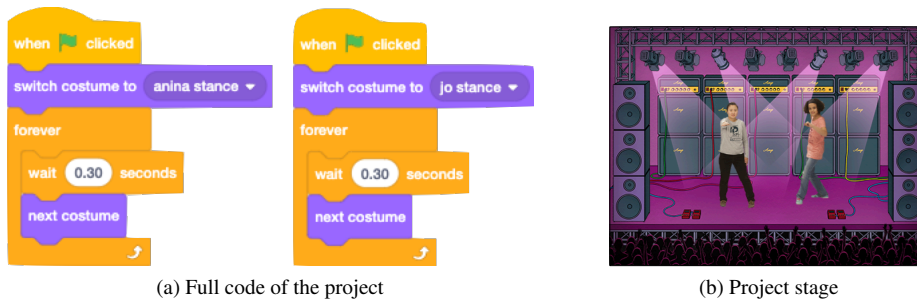 when clicked
switch costume to anina stance
forever
wait 0.30 seconds
next costume
when clicked
switch costume to jo stance
forever
wait 0.30 seconds
next costume
(a) Full code of the project
(b) Project stage